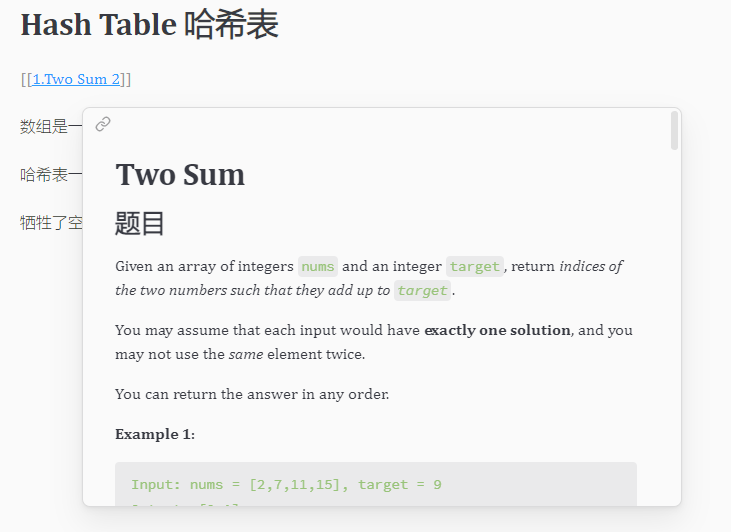 Hash Table 哈希表
[[1.Two Sum 2]]
数组是一
哈希表一
牺牲了空
Two Sum
题目
Given an array of integers nums and an integer target, return indices of
the two numbers such that they add up to target.
You may assume that each input would have exactly one solution, and you
may not use the same element twice.
You can return the answer in any order.
Example 1:
Input: nums = [2,7,11,15], target = 9